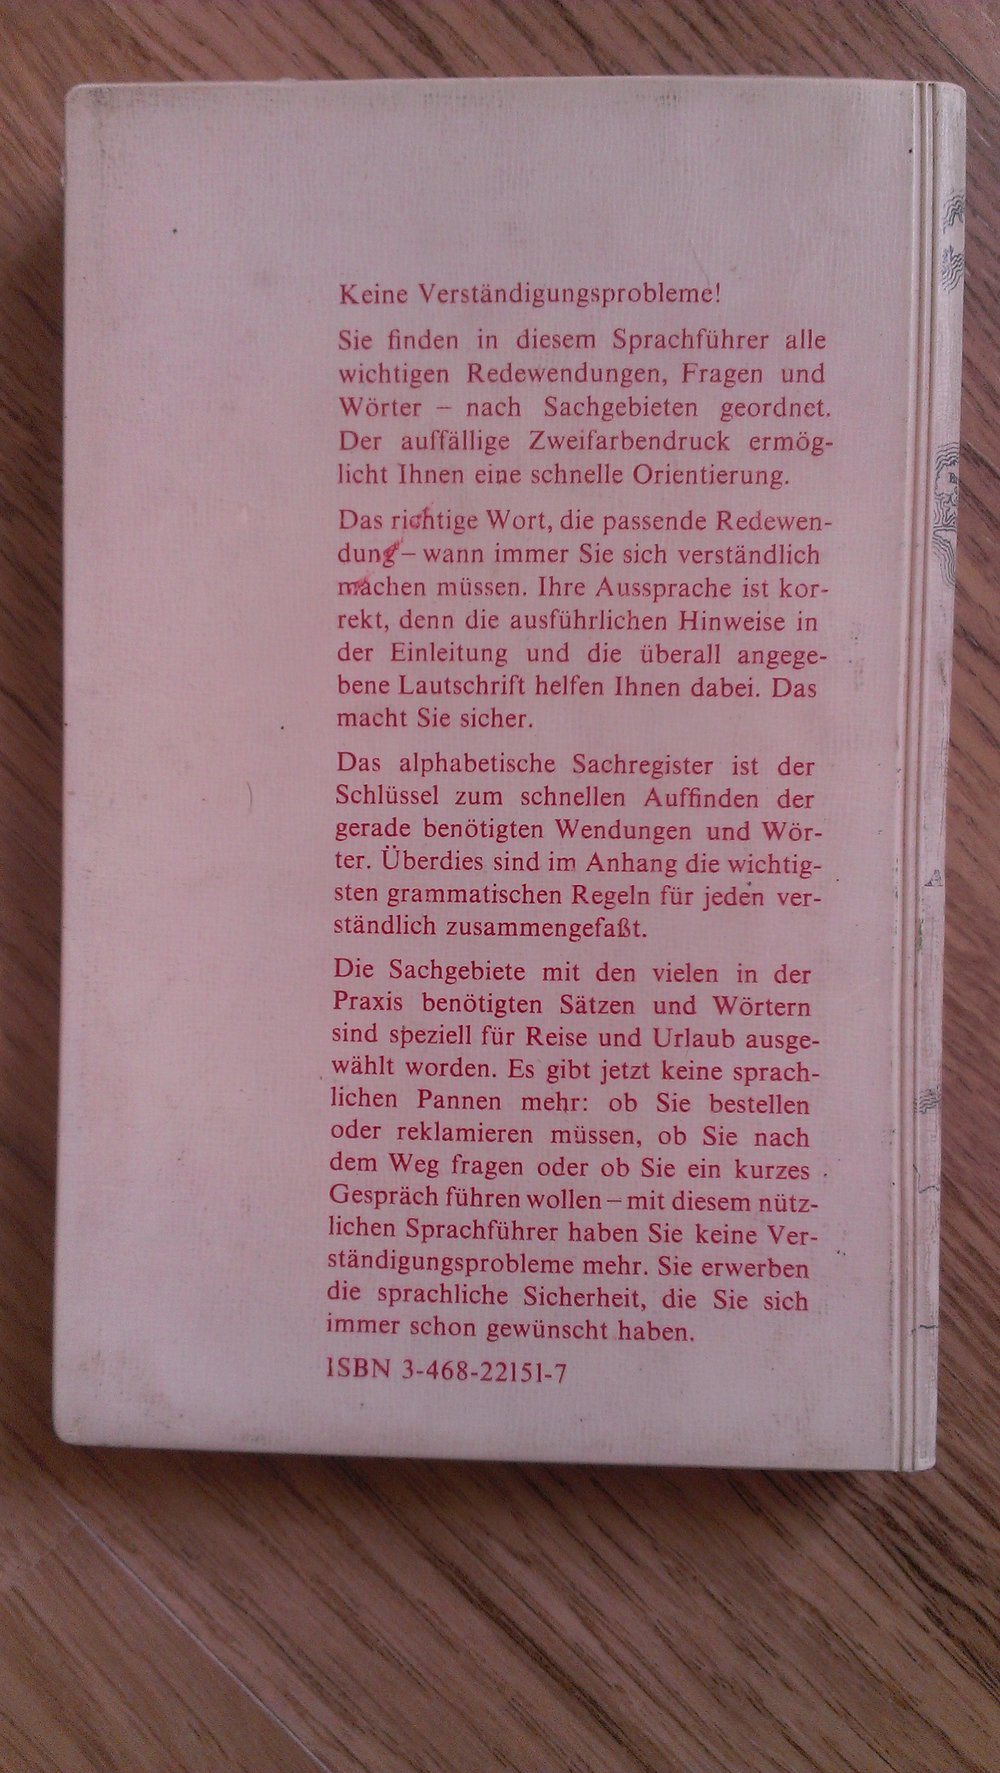 Keine Verständigungsprobleme!
Sie finden in diesem Sprachführer alle
wichtigen Redewendungen, Fragen und
Wörter – nach Sachgebieten geordnet.
Der auffällige Zweifarbendruck ermög-
licht Ihnen eine schnelle Orientierung.
Das richtige Wort, die passende Redewen-
dung – wann immer Sie sich verständlich
machen müssen. Ihre Aussprache ist kor-
rekt, denn die ausführlichen Hinweise in
der Einleitung und die überall angege-
bene Lautschrift helfen Ihnen dabei. Das
macht Sie sicher.
Das alphabetische Sachregister ist der
Schlüssel zum schnellen Auffinden der
gerade benötigten Wendungen und Wör-
ter. Überdies sind im Anhang die wichtig-
sten grammatischen Regeln für jeden ver-
ständlich zusammengefaßt.
Die Sachgebiete mit den vielen in der
Praxis benötigten Sätzen und Wörtern
sind speziell für Reise und Urlaub ausge-
wählt worden. Es gibt jetzt keine sprach-
lichen Pannen mehr: ob Sie bestellen
oder reklamieren müssen, ob Sie nach
dem Weg fragen oder ob Sie ein kurzes
Gespräch führen wollen – mit diesem nütz-
lichen Sprachführer haben Sie keine Ver-
ständigungsprobleme mehr. Sie erwerben
die sprachliche Sicherheit, die Sie sich
immer schon gewünscht haben.
ISBN 3-468-22151-7